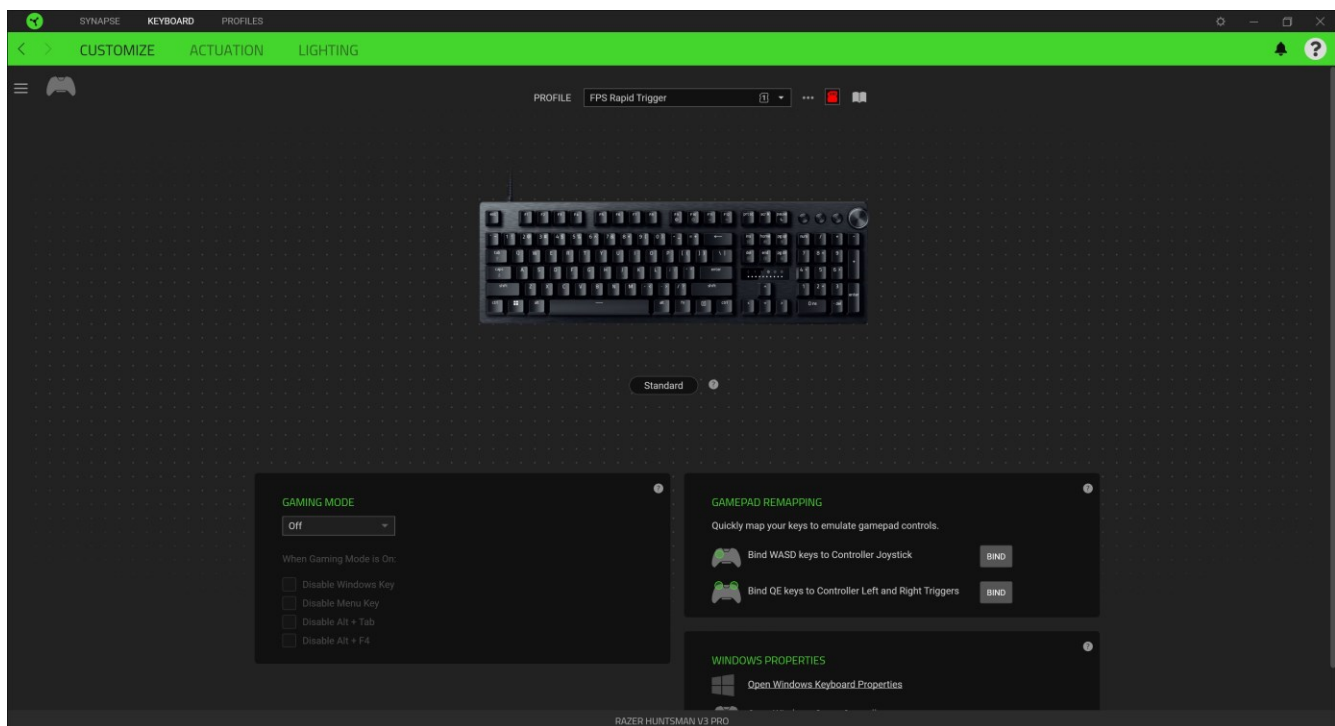 SYNAPSE KEYBOARD PROFILES
CUSTOMIZE ACTUATION LIGHTING
PROFILE FPS Rapid Trigger 1
Standard
GAMING MODE
Off
When Gaming Mode is On:
Disable Windows Key
Disable Menu Key
Disable Alt + Tab
Disable Alt + F4
GAMEPAD REMAPPING
Quickly map your keys to emulate gamepad controls.
Bind WASD keys to Controller Joystick BIND
Bind QE keys to Controller Left and Right Triggers BIND
WINDOWS PROPERTIES
Open Windows Keyboard Properties
RAZER HUNTSMAN V3 PRO